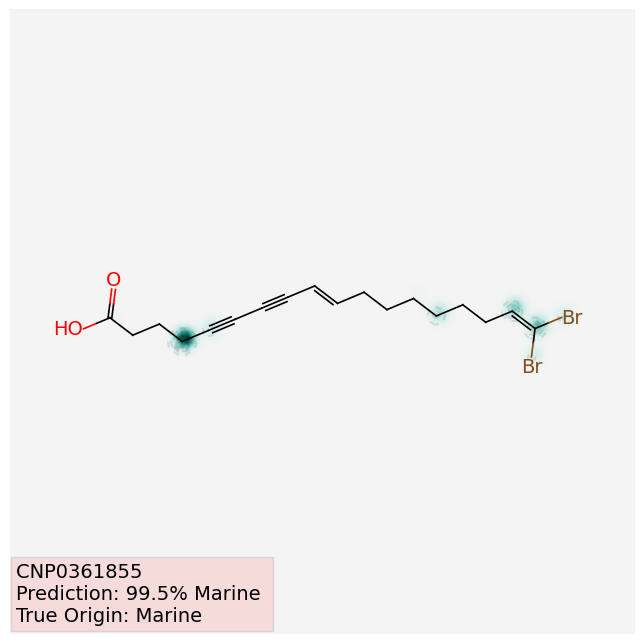 O
HO
Br
Br
CNP0361855
Prediction: 99.5% Marine
True Origin: Marine